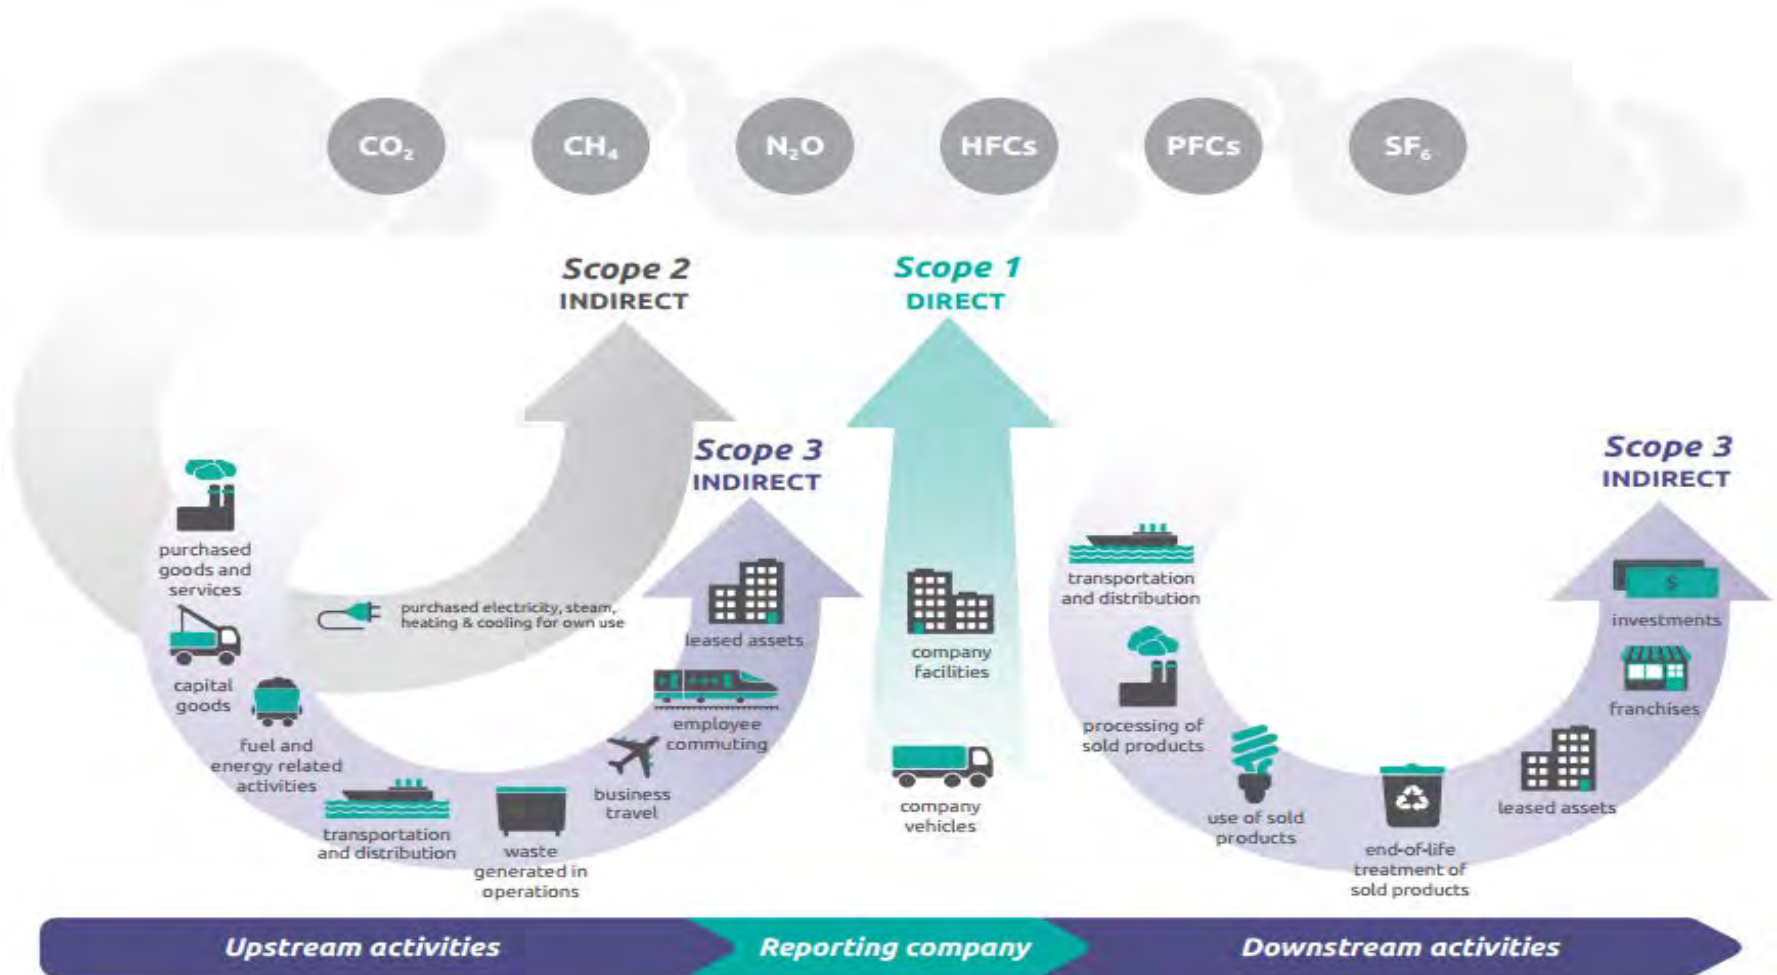 CO₂
CH₄
N₂O
HFCs
PFCs
SF₆
Scope 2
INDIRECT
Scope 1
DIRECT
Scope 3
INDIRECT
Scope 3
INDIRECT
purchased
goods and
services
capital
goods
fuel and
energy related
activities
purchased electricity, steam,
heating & cooling for own use
transportation
and distribution
waste
generated in
operations
business
travel
employee
commuting
leased assets
company
facilities
company
vehicles
transportation
and distribution
processing of
sold products
use of sold
products
end-of-life
treatment of
sold products
leased assets
franchises
$
investments
Upstream activities
Reporting company
Downstream activities